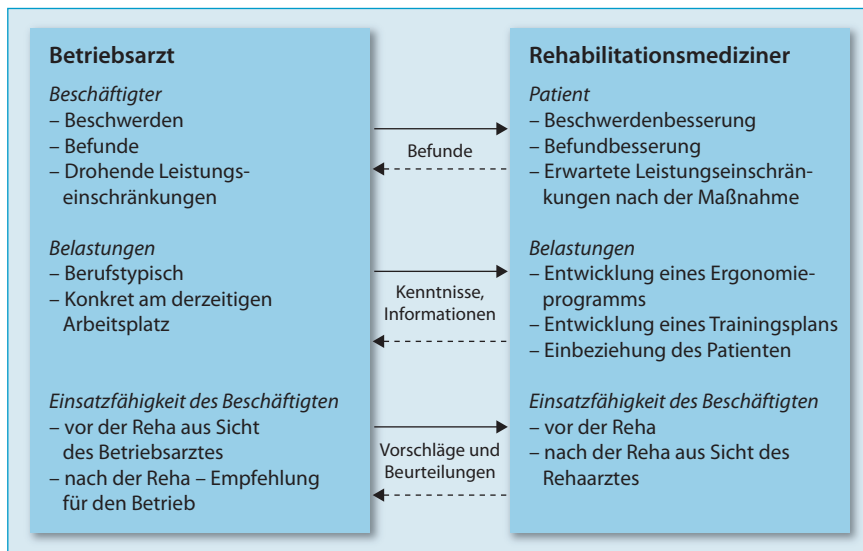 Betriebsarzt
Beschäftigter
– Beschwerden
– Befunde
– Drohende Leistungs-
einschränkungen
Belastungen
– Berufstypisch
– Konkret am derzeitigen
Arbeitsplatz
Einsatzfähigkeit des Beschäftigten
– vor der Reha aus Sicht
des Betriebsarztes
– nach der Reha – Empfehlung
für den Betrieb
Befunde
Kenntnisse,
Informationen
Vorschläge und
Beurteilungen
Rehabilitationsmediziner
Patient
– Beschwerdenbesserung
– Befundbesserung
– Erwartete Leistungseinschrän-
kungen nach der Maßnahme
Belastungen
– Entwicklung eines Ergonomie-
programms
– Entwicklung eines Trainingsplans
– Einbeziehung des Patienten
Einsatzfähigkeit des Beschäftigten
– vor der Reha
– nach der Reha aus Sicht des
Rehaarztes